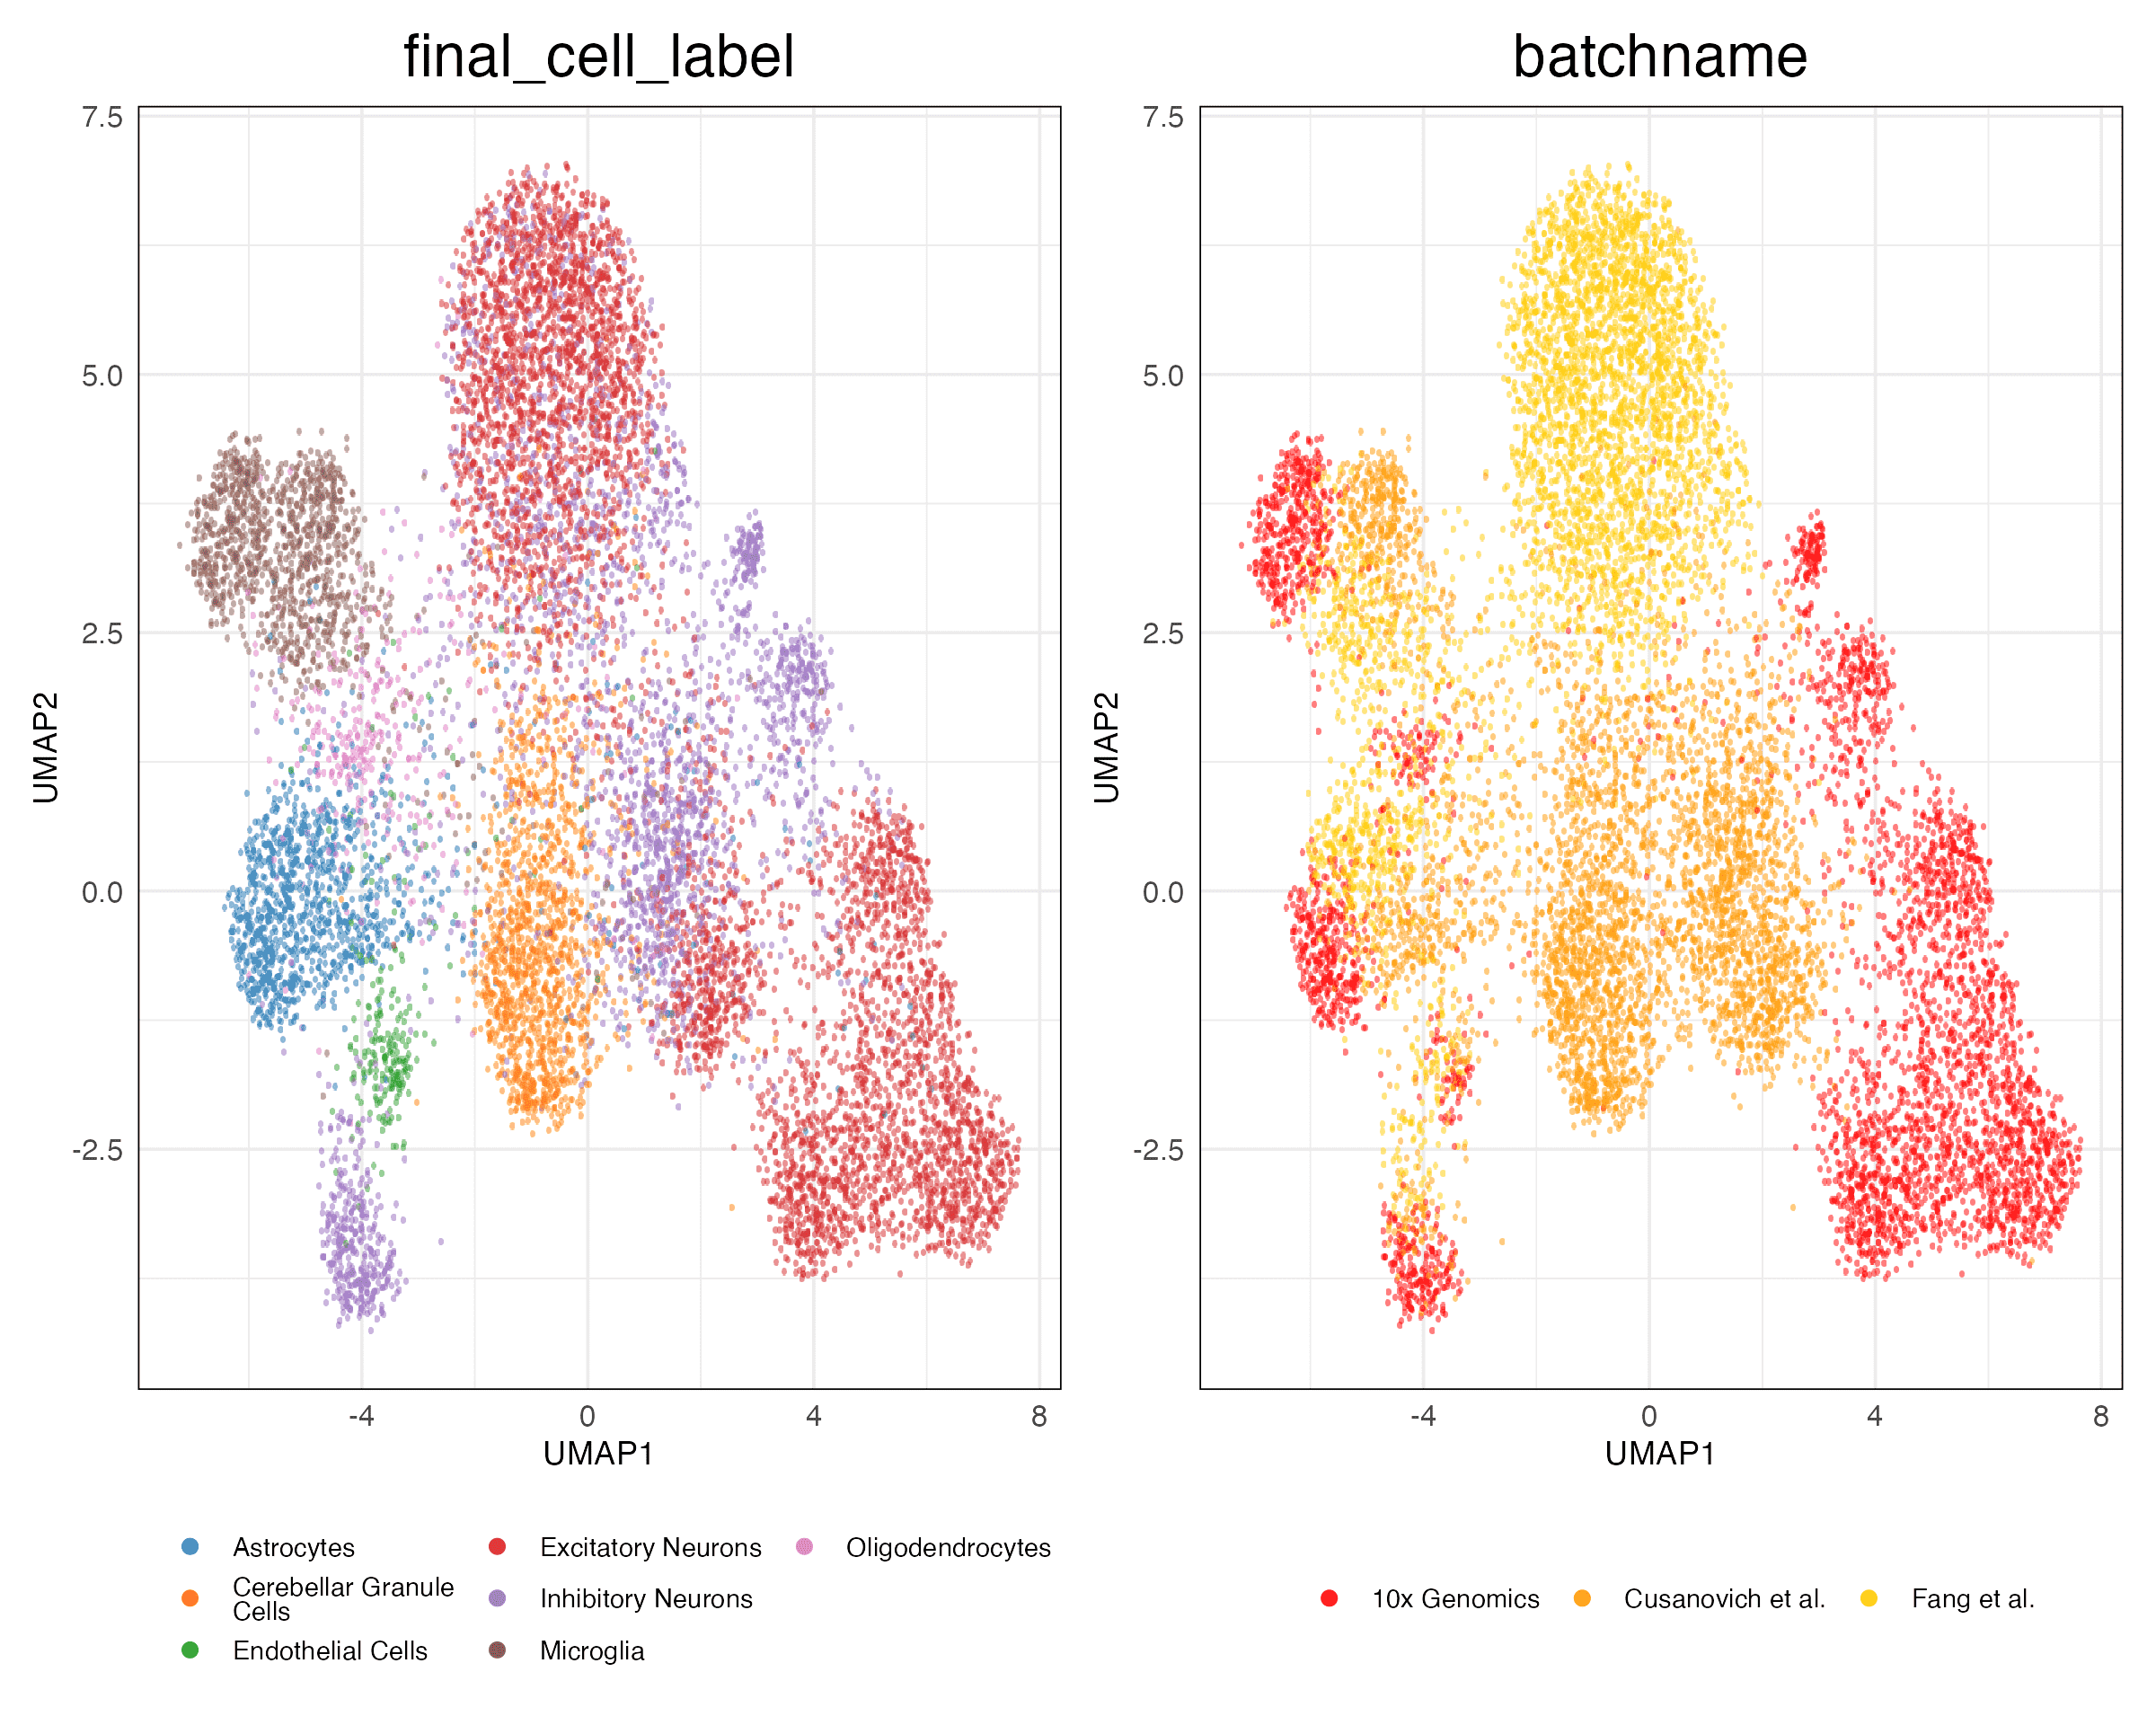 final_cell_label
7.5
5.0
2.5
0.0
-2.5
UMAP2
-4 0 4 8
UMAP1
Astrocytes
Cerebellar Granule
Cells
Endothelial Cells
Excitatory Neurons
Inhibitory Neurons
Microglia
Oligodendrocytes
batchname
7.5
5.0
2.5
0.0
-2.5
UMAP2
-4 0 4 8
UMAP1
10x Genomics Cusanovich et al. Fang et al.